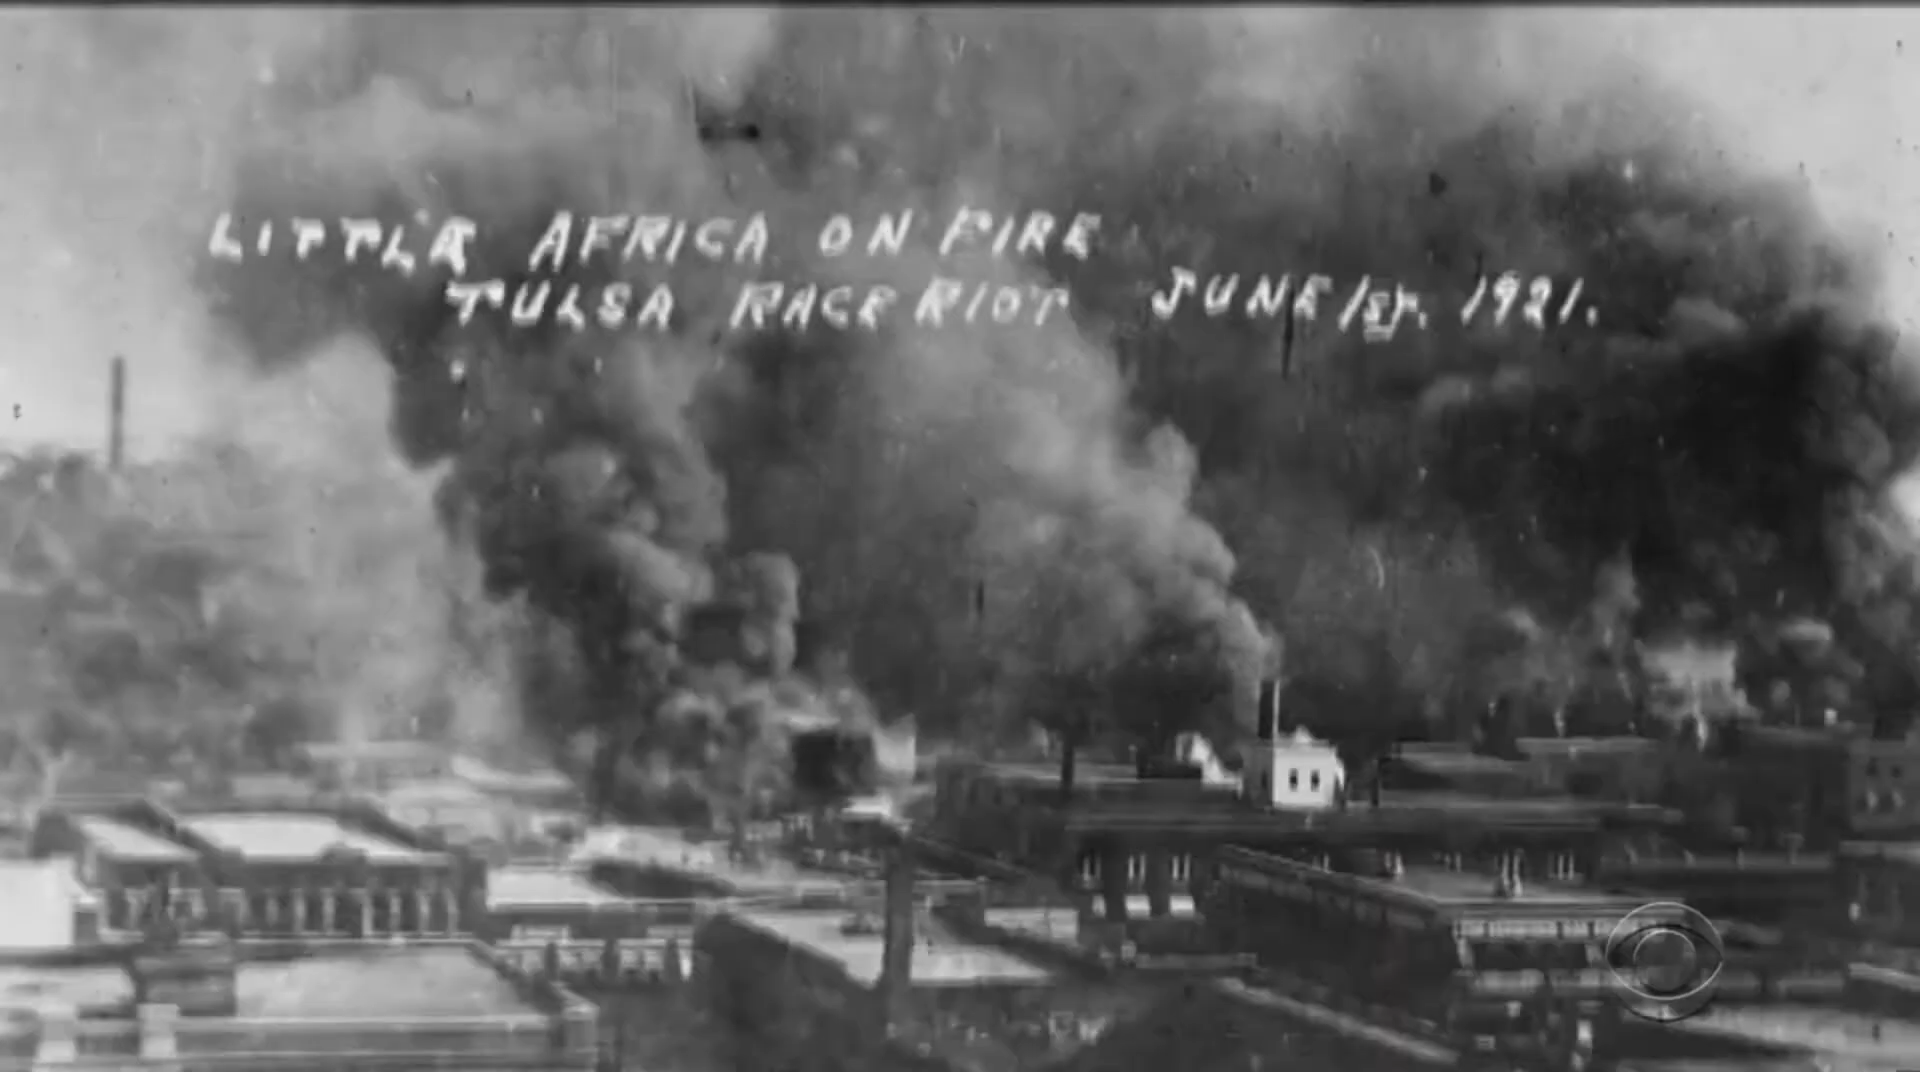 LITTLE AFRICA ON FIRE
TULSA RACE RIOT JUNE 1ST. 1921.